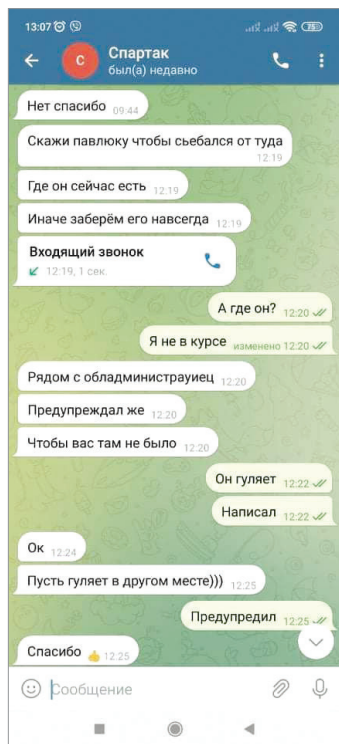 13:07 75
С Спартак
был(а) недавно
Нет спасибо 09:44
Скажи павлюку чтобы сьебался от туда
12:19
Где он сейчас есть 12:19
Иначе заберём его навсегда 12:19
Входящий звонок
12:19, 1 сек.
А где он? 12:20
Я не в курсе изменено 12:20
Рядом с обладминистрауиец 12:20
Предупреждал же 12:20
Чтобы вас там не было 12:20
Он гуляет 12:22
Написал 12:22
Ок 12:24
Пусть гуляет в другом месте))) 12:25
Предупредил 12:25
Спасибо 👍 12:25
Сообщение